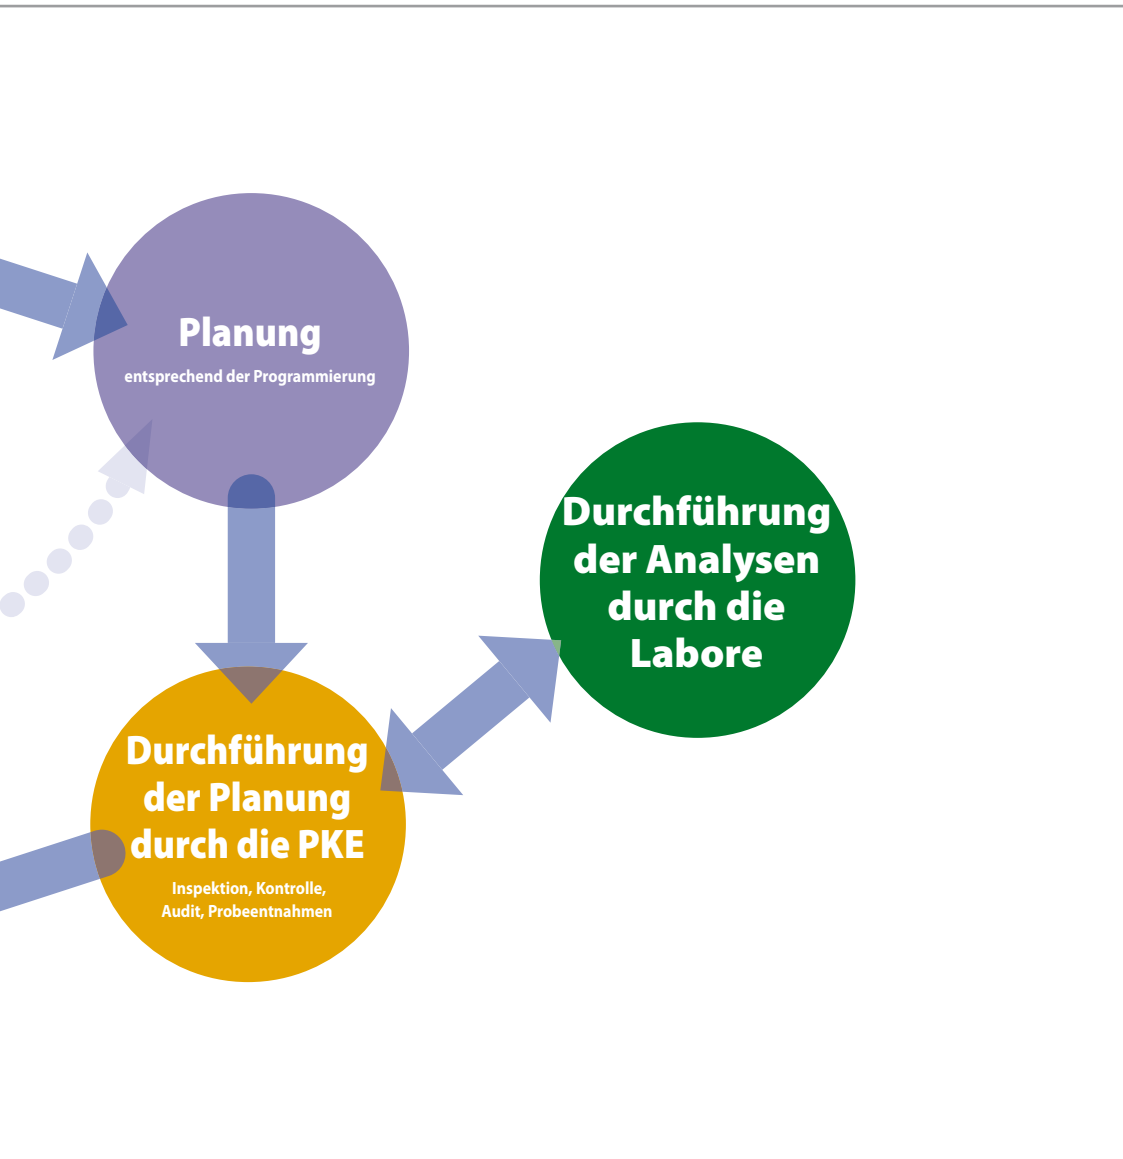 Planung
entsprechend der Programmierung
Durchführung
der Analysen
durch die
Labore
Durchführung
der Planung
durch die PKE
Inspektion, Kontrolle,
Audit, Probeentnahmen